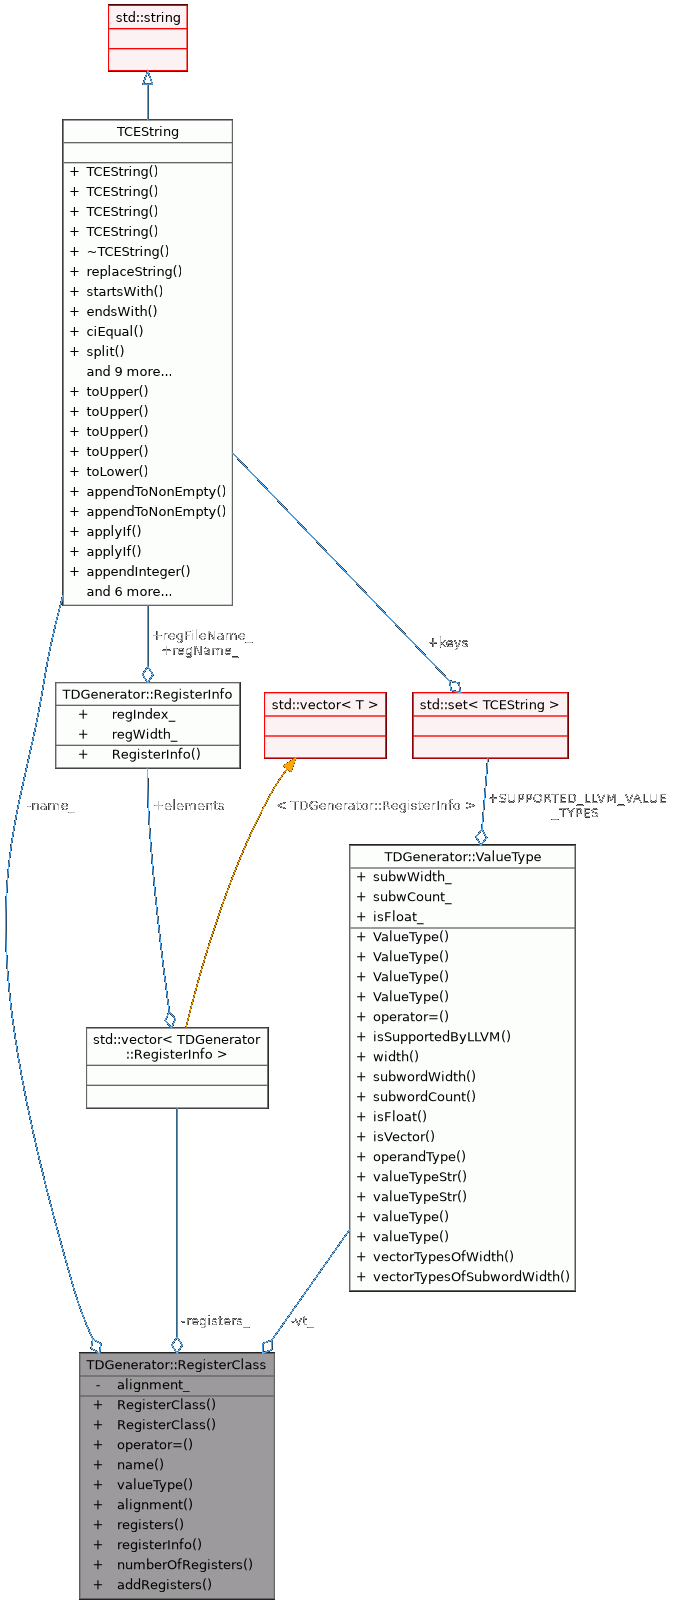 std::string
TCEString
+ TCEString()
+ TCEString()
+ TCEString()
+ TCEString()
+ ~TCEString()
+ replaceString()
+ startsWith()
+ endsWith()
+ ciEqual()
+ split()
and 9 more...
+ toUpper()
+ toUpper()
+ toUpper()
+ toUpper()
+ toLower()
+ appendToNonEmpty()
+ appendToNonEmpty()
+ applyIf()
+ applyIf()
+ appendInteger()
and 6 more...
+regFileName_
+regName_
+keys
TDGenerator::RegisterInfo
+ regIndex_
+ regWidth_
+ RegisterInfo()
std::vector< T >
std::set< TCEString >
-name_
+elements
< TDGenerator::RegisterInfo >
+SUPPORTED_LLVM_VALUE
_TYPES
TDGenerator::ValueType
+ subwWidth_
+ subwCount_
+ isFloat_
+ ValueType()
+ ValueType()
+ ValueType()
+ ValueType()
+ operator=()
+ isSupportedByLLVM()
+ width()
+ subwordWidth()
+ subwordCount()
+ isFloat()
+ isVector()
+ operandType()
+ valueTypeStr()
+ valueTypeStr()
+ valueType()
+ valueType()
+ vectorTypesOfWidth()
+ vectorTypesOfSubwordWidth()
std::vector< TDGenerator
::RegisterInfo >
-registers_
-vt_
TDGenerator::RegisterClass
- alignment_
+ RegisterClass()
+ RegisterClass()
+ operator=()
+ name()
+ valueType()
+ alignment()
+ registers()
+ registerInfo()
+ numberOfRegisters()
+ addRegisters()